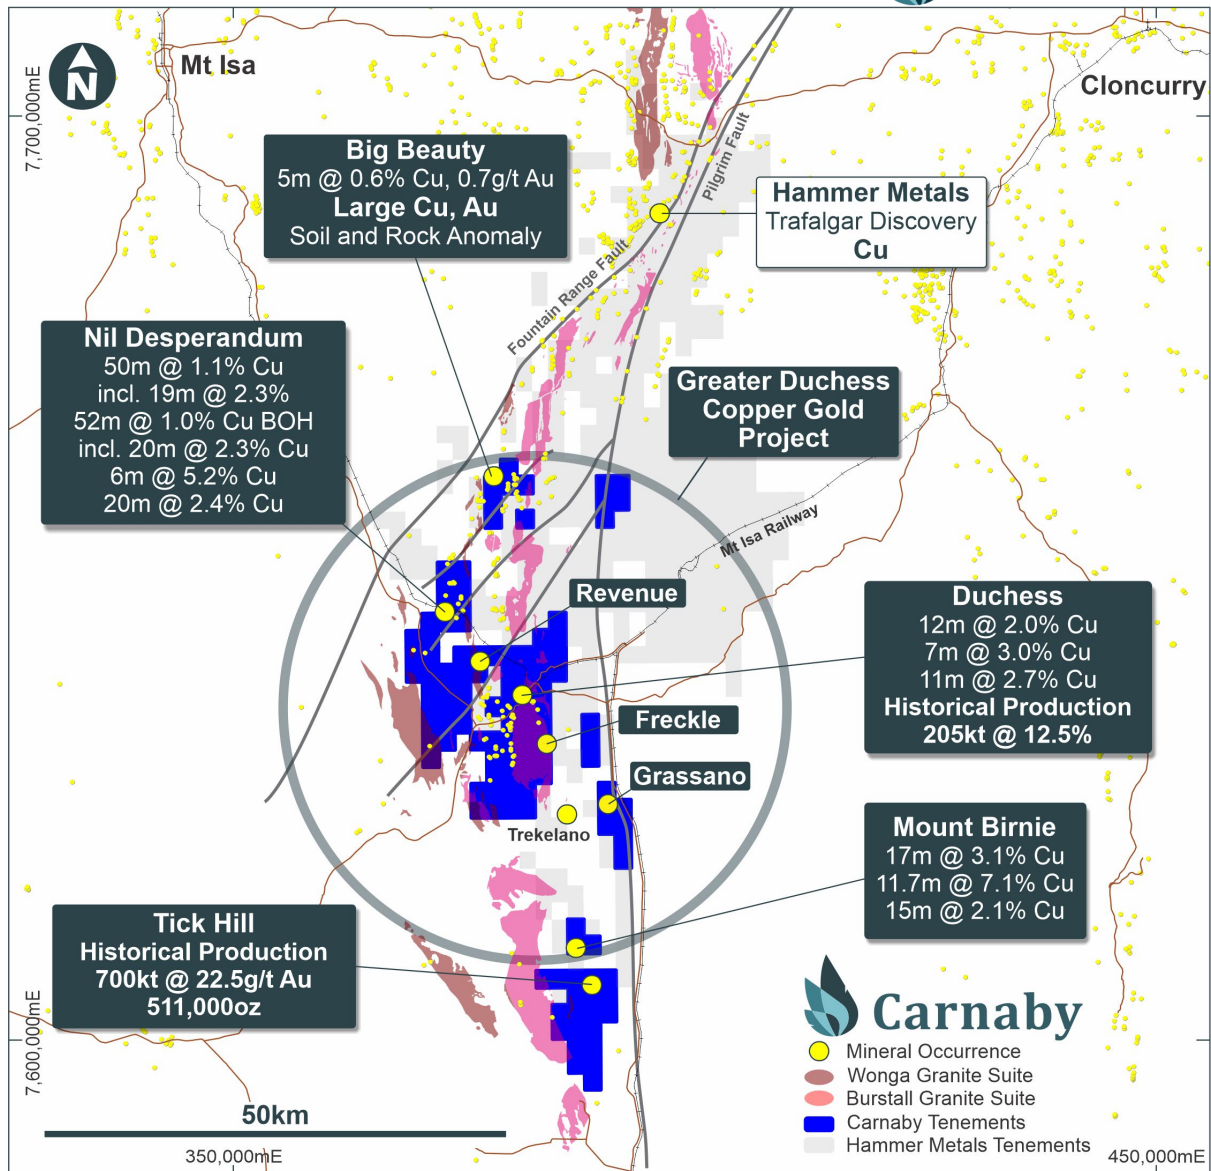 N
Mt Isa
Cloncurry
7,700,000mE
Big Beauty
5m @ 0.6% Cu, 0.7g/t Au
Large Cu, Au
Soil and Rock Anomaly
Pilgrim Fault
Hammer Metals
Trafalgar Discovery
Cu
Fountain Range Fault
Nil Desperandum
50m @ 1.1% Cu
incl. 19m @ 2.3%
52m @ 1.0% Cu BOH
incl. 20m @ 2.3% Cu
6m @ 5.2% Cu
20m @ 2.4% Cu
Greater Duchess
Copper Gold
Project
Mt Isa Railway
Revenue
Duchess
12m @ 2.0% Cu
7m @ 3.0% Cu
11m @ 2.7% Cu
Historical Production
205kt @ 12.5%
Freckle
Grassano
Trekelano
Mount Birnie
17m @ 3.1% Cu
11.7m @ 7.1% Cu
15m @ 2.1% Cu
Tick Hill
Historical Production
700kt @ 22.5g/t Au
511,000oz
7,600,000mE
Carnaby
Mineral Occurrence
Wonga Granite Suite
Burstall Granite Suite
Carnaby Tenements
Hammer Metals Tenements
50km
350,000mE
450,000mE